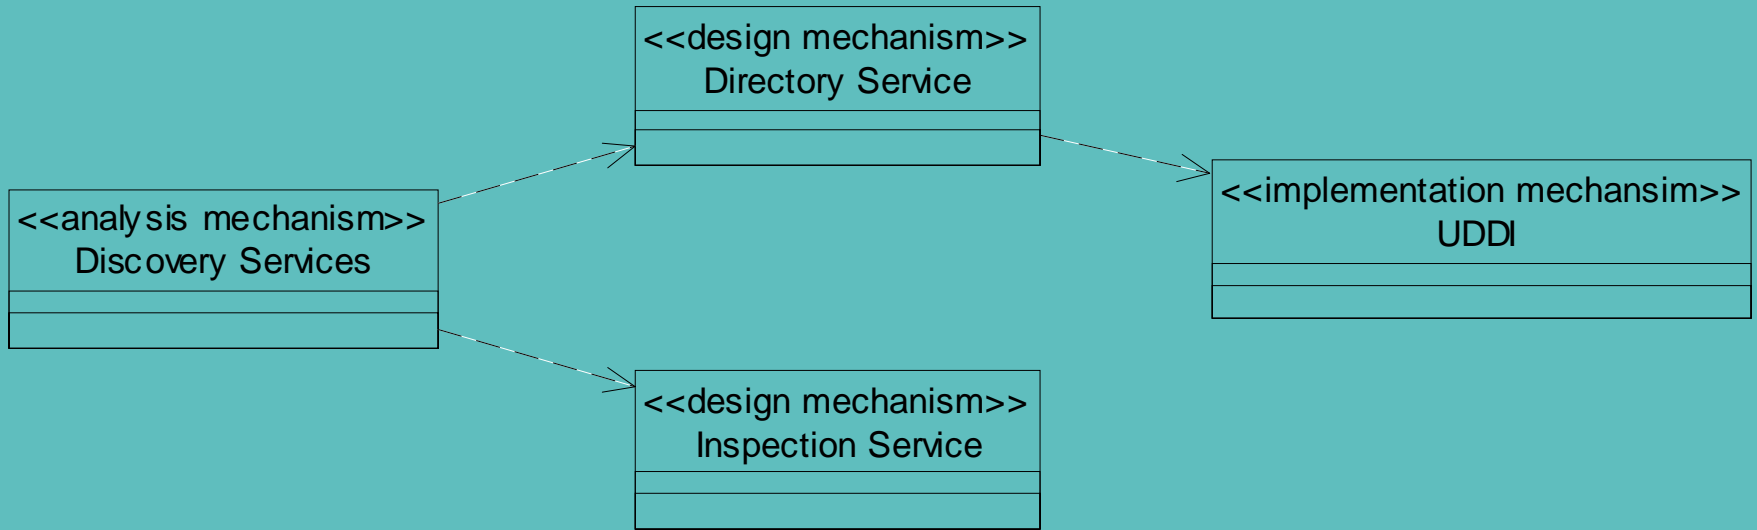 <<design mechanism>>
Directory Service
<<analysis mechanism>>
Discovery Services
<<implementation mechansim>>
UDDI
<<design mechanism>>
Inspection Service